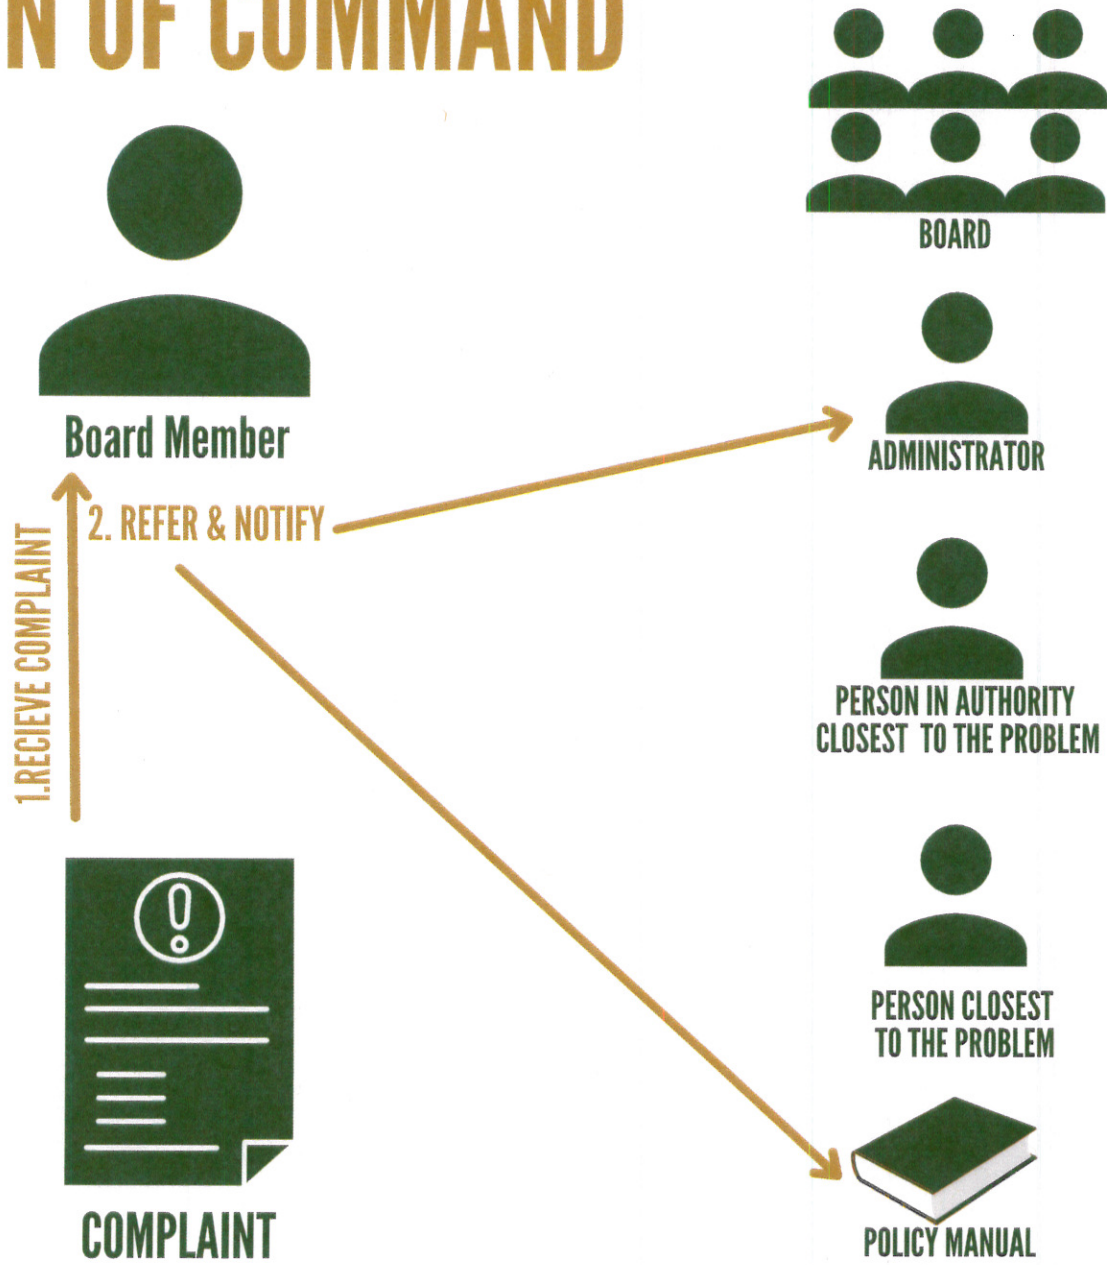 N OF COMMAND
BOARD
Board Member
ADMINISTRATOR
2. REFER & NOTIFY
1.RECIEVE COMPLAINT
PERSON IN AUTHORITY
CLOSEST TO THE PROBLEM
PERSON CLOSEST
TO THE PROBLEM
COMPLAINT
POLICY MANUAL